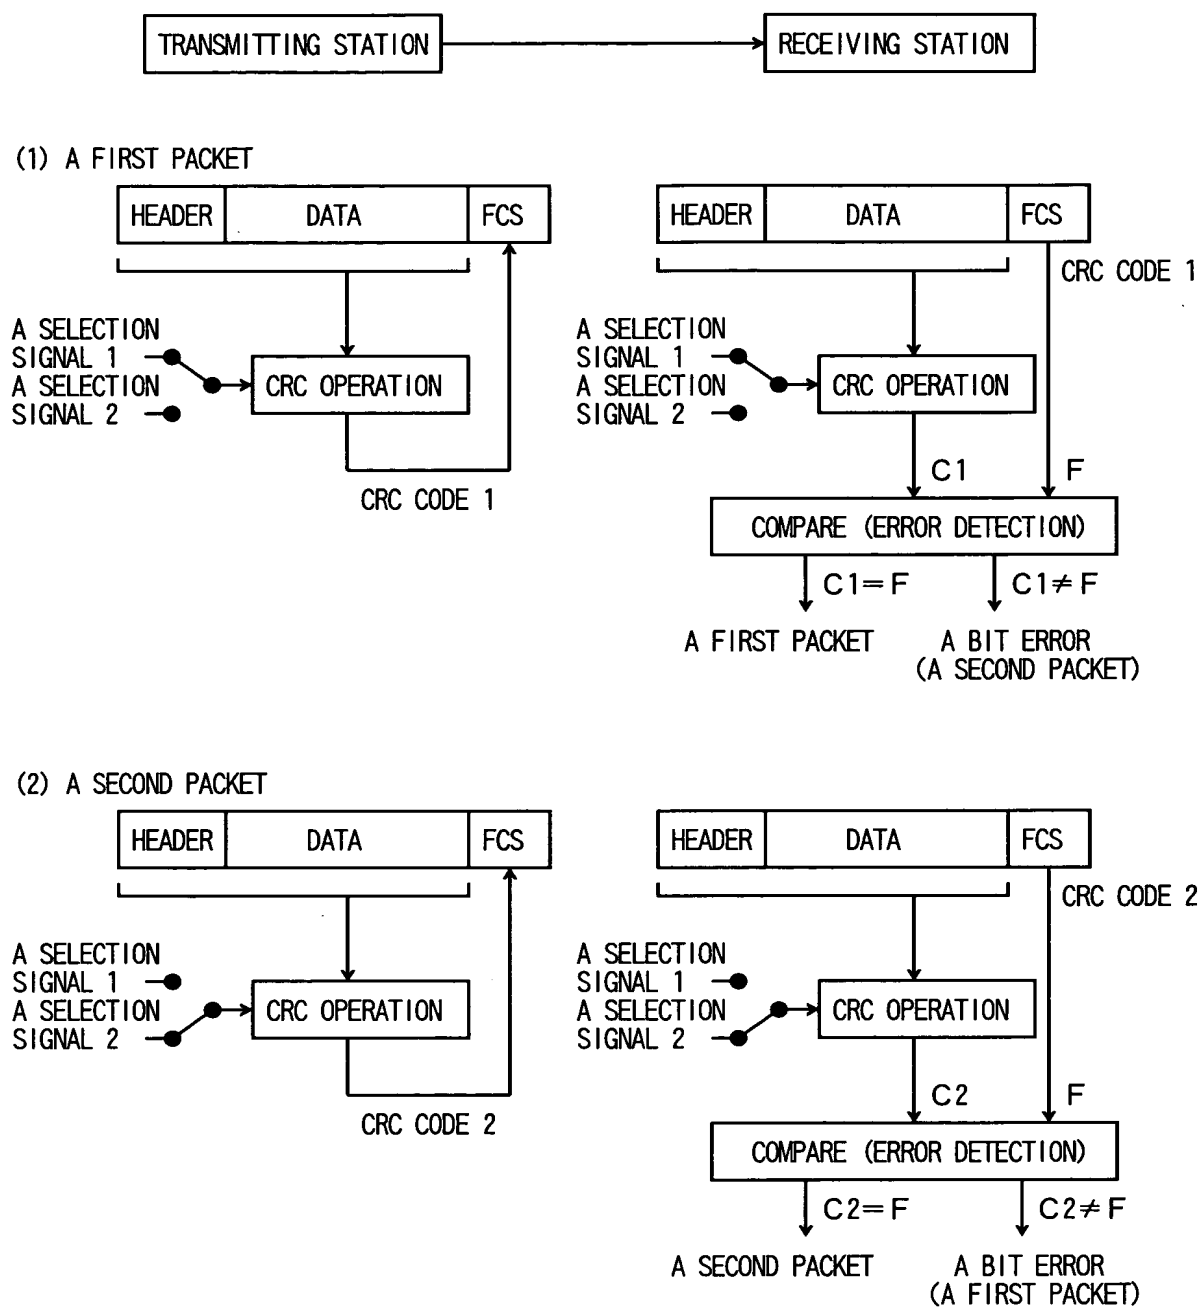 TRANSMITTING STATION
RECEIVING STATION
(1) A FIRST PACKET
HEADER
DATA
FCS
A SELECTION
SIGNAL 1
A SELECTION
SIGNAL 2
CRC OPERATION
CRC CODE 1
HEADER
DATA
FCS
CRC CODE 1
A SELECTION
SIGNAL 1
A SELECTION
SIGNAL 2
CRC OPERATION
C1
F
COMPARE (ERROR DETECTION)
C1=F
C1≠F
A FIRST PACKET
A BIT ERROR
(A SECOND PACKET)
(2) A SECOND PACKET
HEADER
DATA
FCS
A SELECTION
SIGNAL 1
A SELECTION
SIGNAL 2
CRC OPERATION
CRC CODE 2
HEADER
DATA
FCS
CRC CODE 2
A SELECTION
SIGNAL 1
A SELECTION
SIGNAL 2
CRC OPERATION
C2
F
COMPARE (ERROR DETECTION)
C2=F
C2≠F
A SECOND PACKET
A BIT ERROR
(A FIRST PACKET)